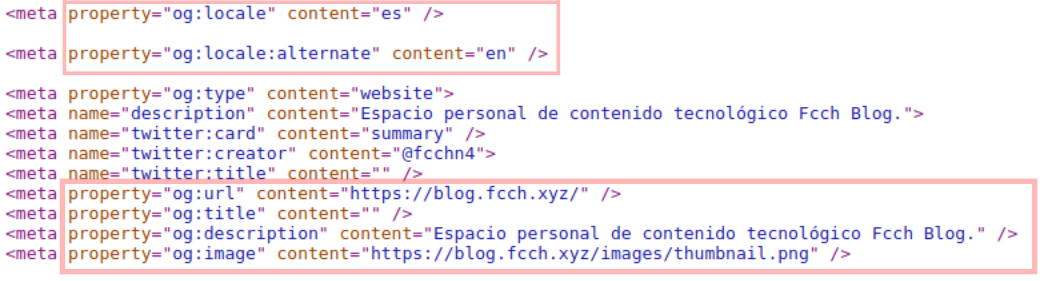 <meta property="og:locale" content="es" />
<meta property="og:locale:alternate" content="en" />
<meta property="og:type" content="website">
<meta name="description" content="Espacio personal de contenido tecnológico Fcch Blog.">
<meta name="twitter:card" content="summary" />
<meta name="twitter:creator" content="@fcchn4">
<meta name="twitter:title" content="" />
<meta property="og:url" content="https://blog.fcch.xyz/" />
<meta property="og:title" content="" />
<meta property="og:description" content="Espacio personal de contenido tecnológico Fcch Blog." />
<meta property="og:image" content="https://blog.fcch.xyz/images/thumbnail.png" />